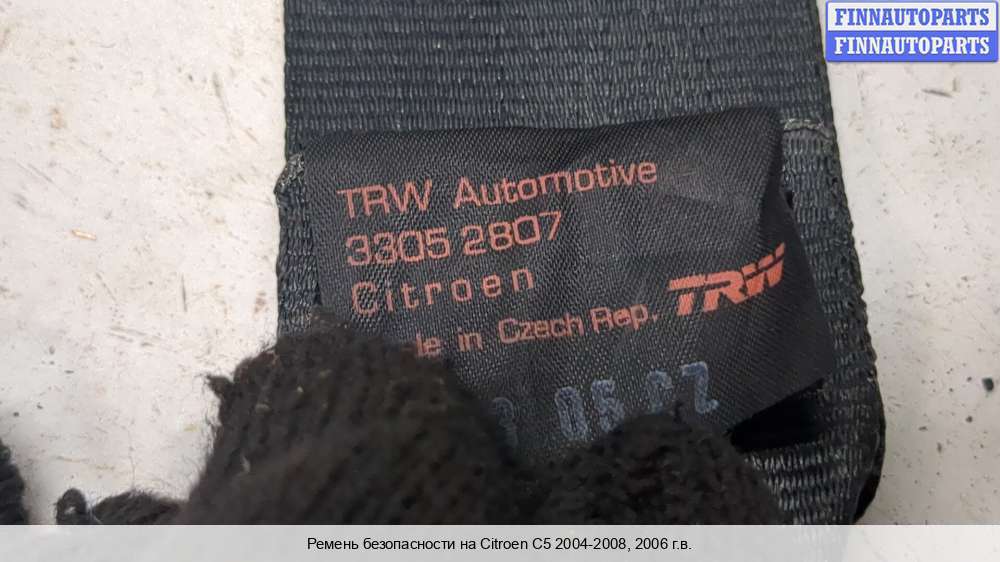 FINNAUTOPARTS
FINNAUTOPARTS
TRW Automotive
3305 2807
Citroen
TRW
in Czech Rep.
Ремень безопасности на Citroen C5 2004-2008, 2006 г.в.